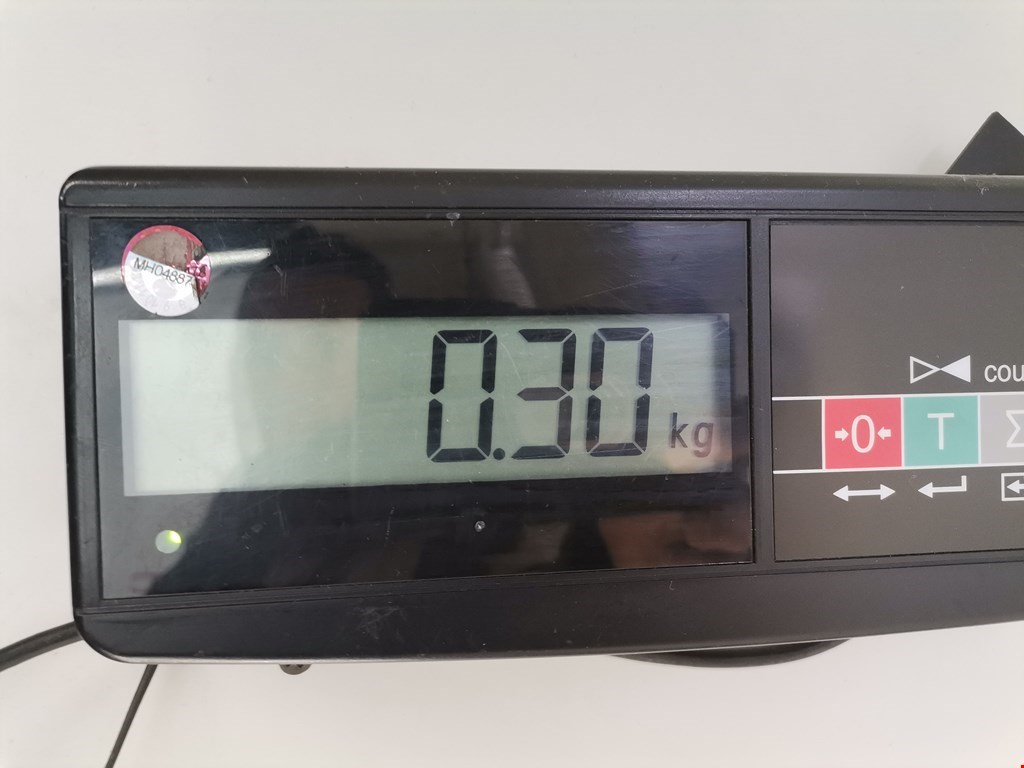 MH04887
0.30 kg
cou
→0← T Σ